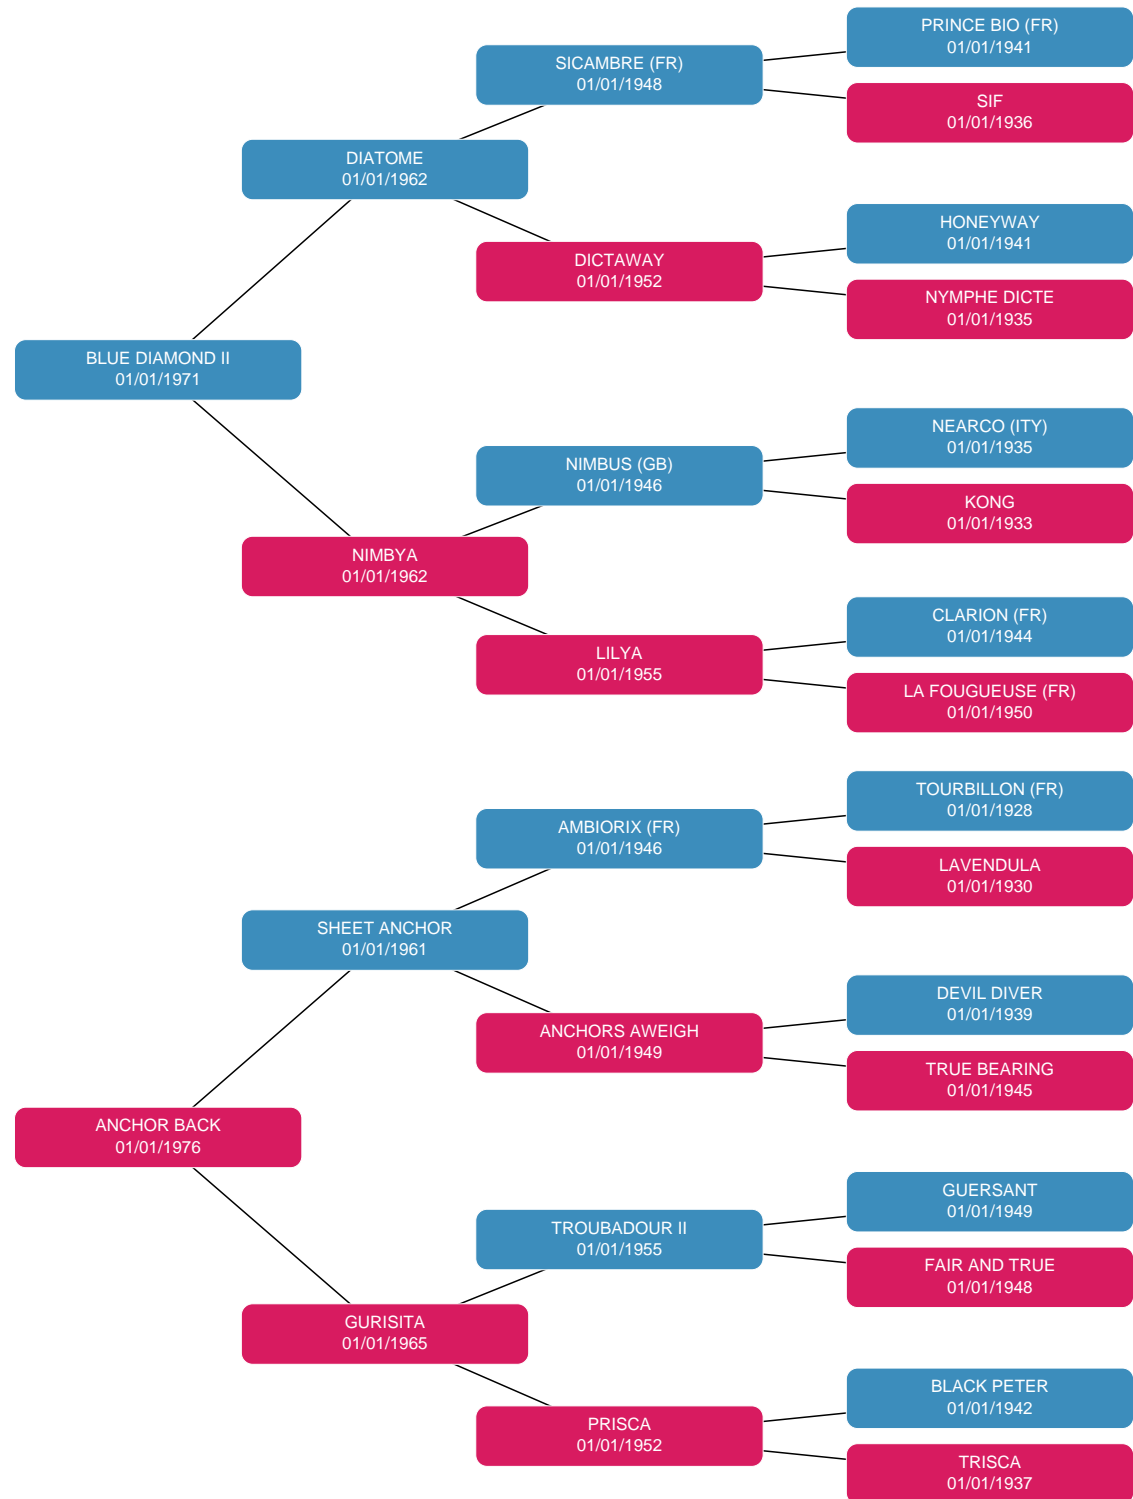 PRINCE BIO (FR)
01/01/1941
SICAMBRE (FR)
01/01/1948
SIF
01/01/1936
DIATOME
01/01/1962
HONEYWAY
01/01/1941
DICTAWAY
01/01/1952
NYMPHE DICTE
01/01/1935
BLUE DIAMOND II
01/01/1971
NEARCO (ITY)
01/01/1935
NIMBUS (GB)
01/01/1946
KONG
01/01/1933
NIMBYA
01/01/1962
CLARION (FR)
01/01/1944
LILYA
01/01/1955
LA FOUGUEUSE (FR)
01/01/1950
TOURBILLON (FR)
01/01/1928
AMBIORIX (FR)
01/01/1946
LAVENDULA
01/01/1930
SHEET ANCHOR
01/01/1961
DEVIL DIVER
01/01/1939
ANCHORS AWEIGH
01/01/1949
TRUE BEARING
01/01/1945
ANCHOR BACK
01/01/1976
GUERSANT
01/01/1949
TROUBADOUR II
01/01/1955
FAIR AND TRUE
01/01/1948
GURISITA
01/01/1965
BLACK PETER
01/01/1942
PRISCA
01/01/1952
TRISCA
01/01/1937